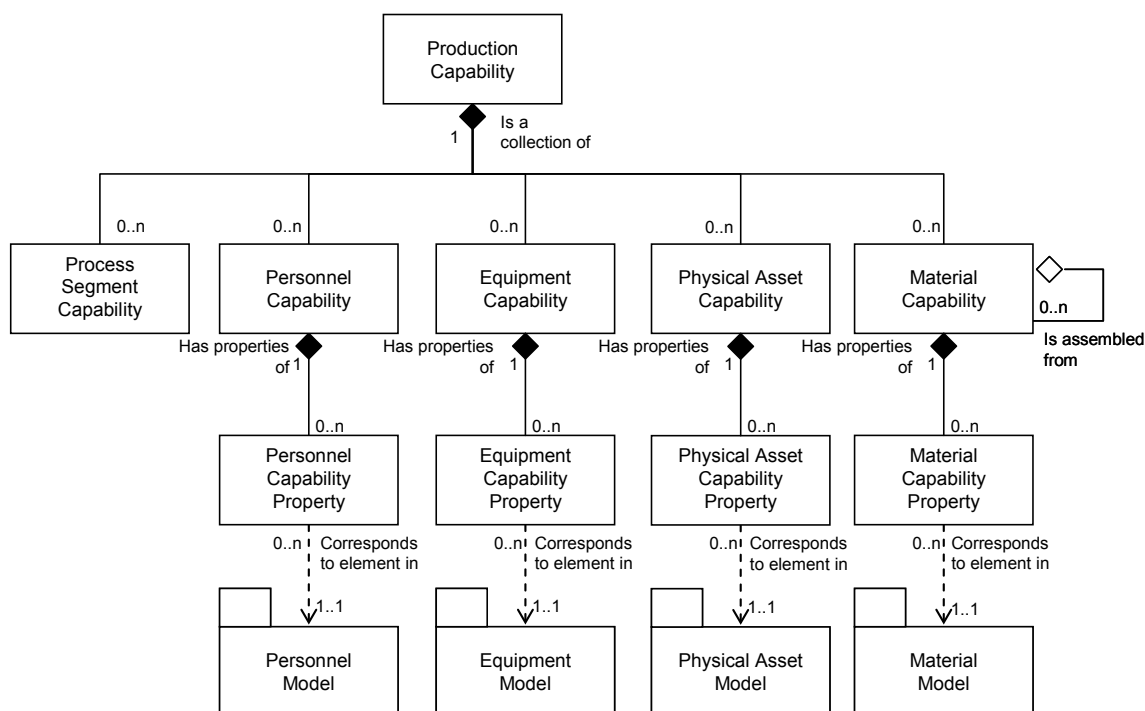 Production
Capability
1
Is a
collection of
0..n
0..n
0..n
0..n
0..n
Process
Segment
Capability
Personnel
Capability
Equipment
Capability
Physical Asset
Capability
Material
Capability
0..n
Is assembled
from
Has properties
of
1
Has properties
of
1
Has properties
of
1
Has properties
of
1
0..n
0..n
0..n
0..n
Personnel
Capability
Property
Equipment
Capability
Property
Physical Asset
Capability
Property
Material
Capability
Property
0..n
Corresponds
to element in
0..n
Corresponds
to element in
0..n
Corresponds
to element in
0..n
Corresponds
to element in
1..1
1..1
1..1
1..1
Personnel
Model
Equipment
Model
Physical Asset
Model
Material
Model